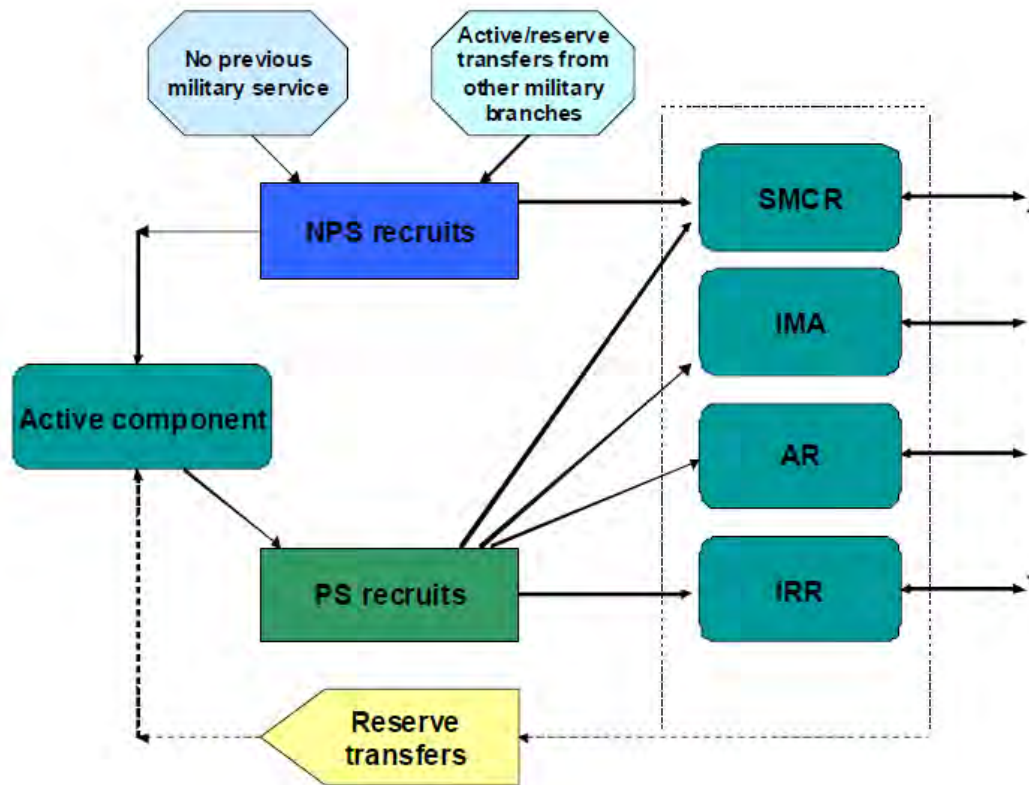 No previous
military service
Active/reserve
transfers from
other military
branches
NPS recruits
SMCR
IMA
Active component
AR
PS recruits
IRR
Reserve
transfers